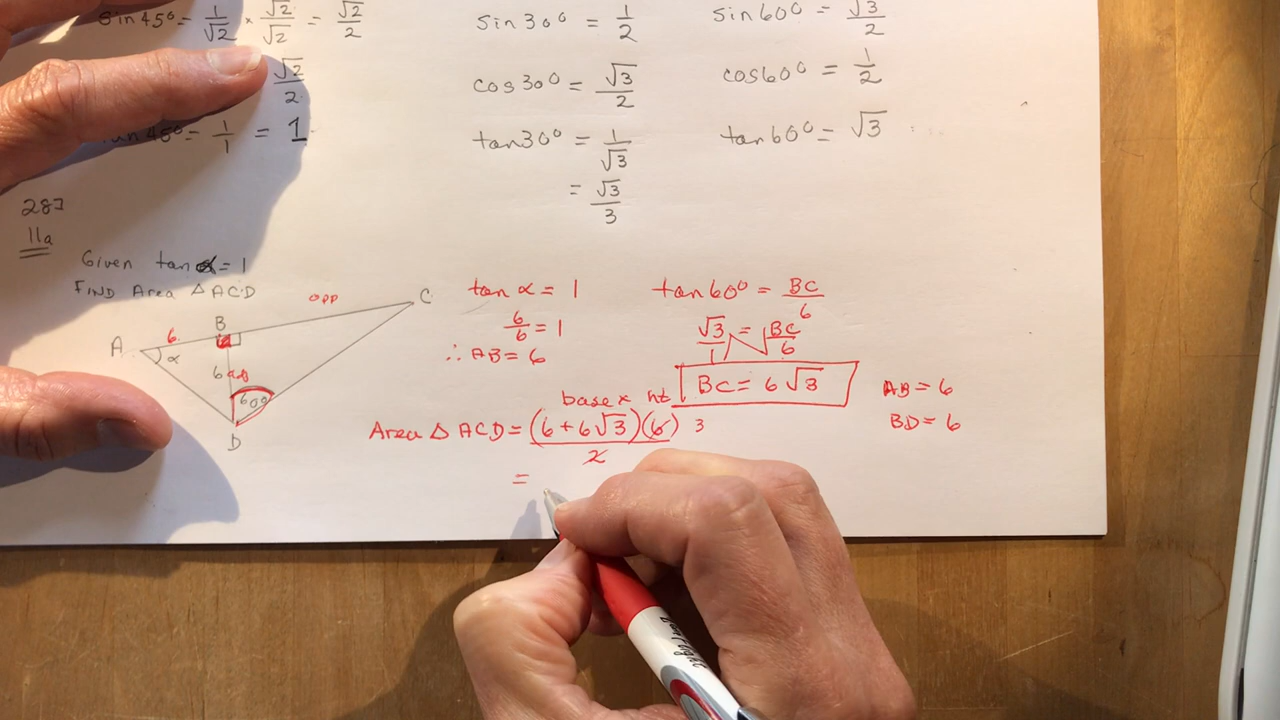 sin 45° = 1/√2 × √2/√2 = √2/2
√2/2
45° = 1/1 = 1
sin 30° = 1/2
cos 30° = √3/2
tan 30° = 1/√3
= √3/3
sin 60° = √3/2
cos 60° = 1/2
tan 60° = √3
287
11a
Given tan α = 1
FIND Area △ ACD
opp
C
B
6
A
α
6
60°
D
tan α = 1
6/6 = 1
∴ AB = 6
tan 60° = BC/6
√3/1 = BC/6
BC = 6√3
AB = 6
BD = 6
base × ht
Area △ ACD = (6 + 6√3)(6) 3
2
=